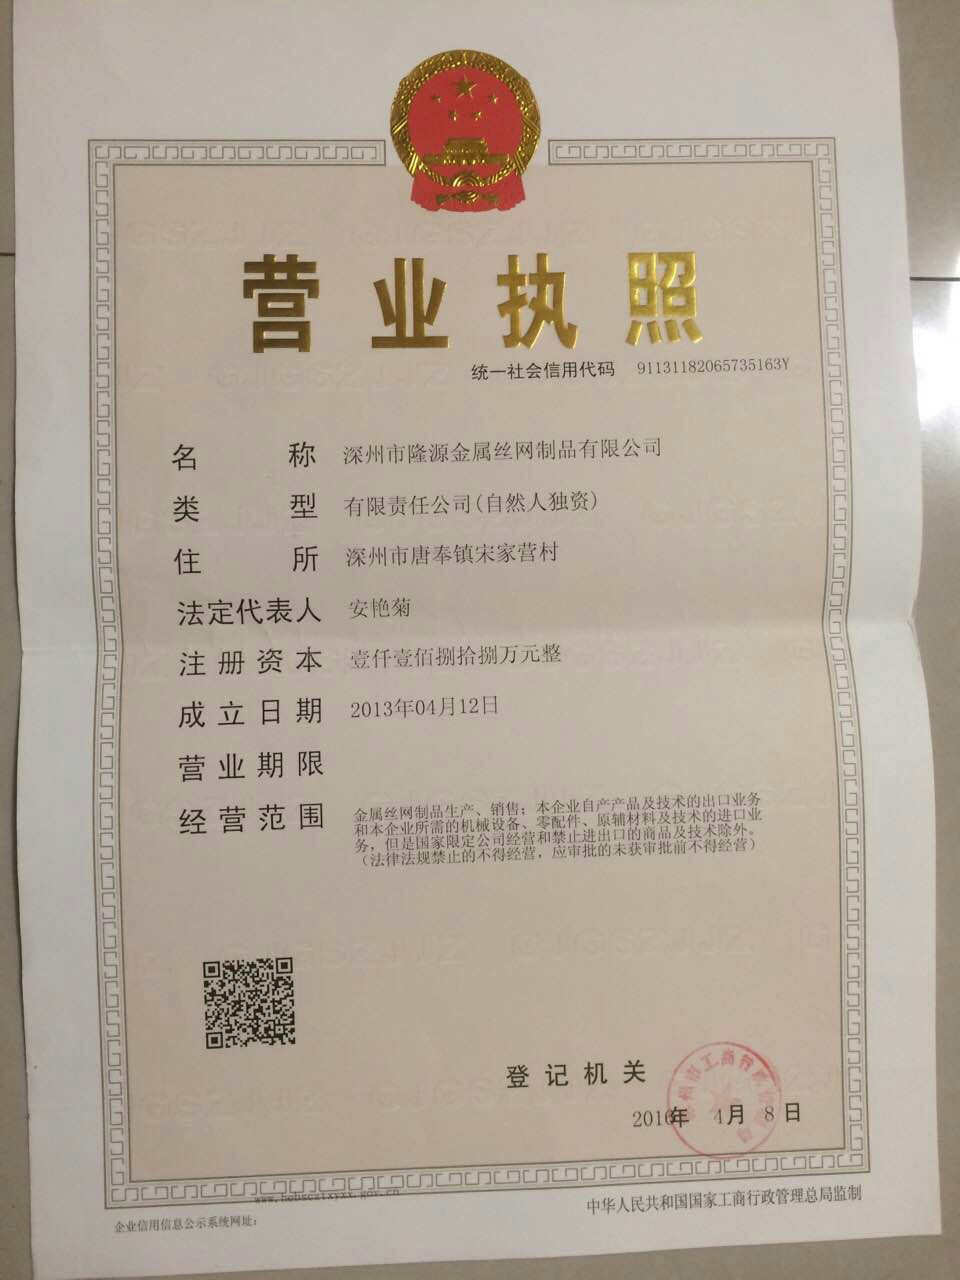 营业执照
统一社会信用代码 91131182065735163Y
名称 深州市隆源金属丝网制品有限公司
类型 有限责任公司(自然人独资)
住所 深州市唐奉镇宋家营村
法定代表人 安艳菊
注册资本 壹仟壹佰捌拾捌万元整
成立日期 2013年04月12日
营业期限
经营范围 金属丝网制品生产、销售；本企业自产产品及技术的出口业务
和本企业所需的机械设备、零配件、原辅材料及技术的进口业
务，但是国家限定公司经营和禁止进出口的商品及技术除外。
（法律法规禁止的不得经营，应审批的未获审批前不得经营）
登记机关
2016年 4月 8日
www.hebscztxyxx.gov.cn
企业信用信息公示系统网址：
中华人民共和国国家工商行政管理总局监制